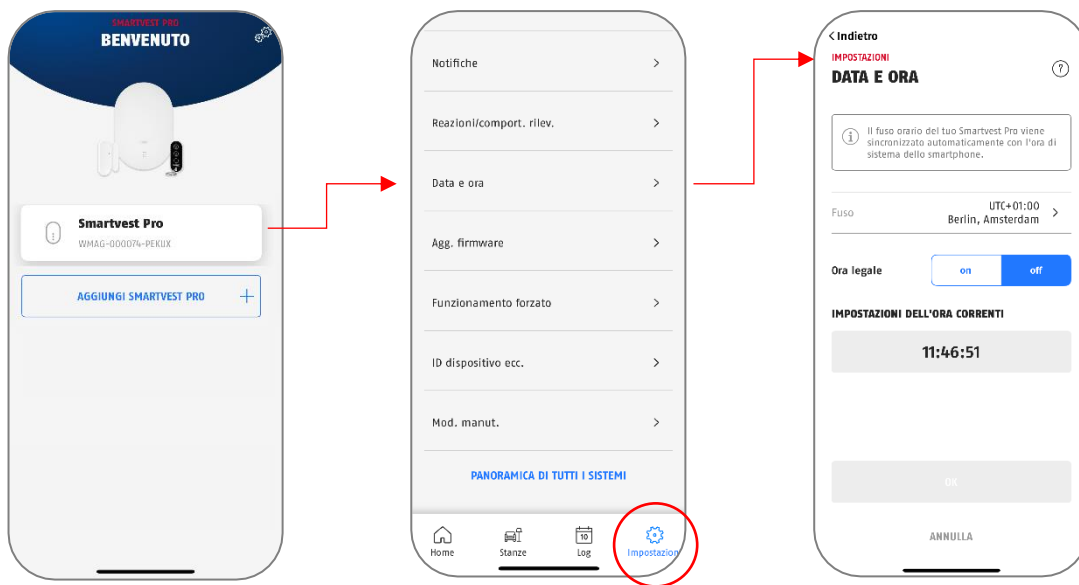 SMARTVEST PRO
BENVENUTO
Smartvest Pro
WMAG-000074-PEKUJX
AGGIUNGI SMARTVEST PRO
Notifiche
Reazioni/comport. rilev.
Data e ora
Agg. firmware
Funzionamento forzato
ID dispositivo ecc.
Mod. manut.
PANORAMICA DI TUTTI I SISTEMI
Home
Stanze
10
Log
Impostazion
Indietro
IMPOSTAZIONI
DATA E ORA
?
i
Il fuso orario del tuo Smartvest Pro viene
sincronizzato automaticamente con l'ora di
sistema dello smartphone.
Fuso
UTC+01:00
Berlin, Amsterdam
Ora legale
on
off
IMPOSTAZIONI DELL'ORA CORRENTI
11:46:51
OK
ANNULLA